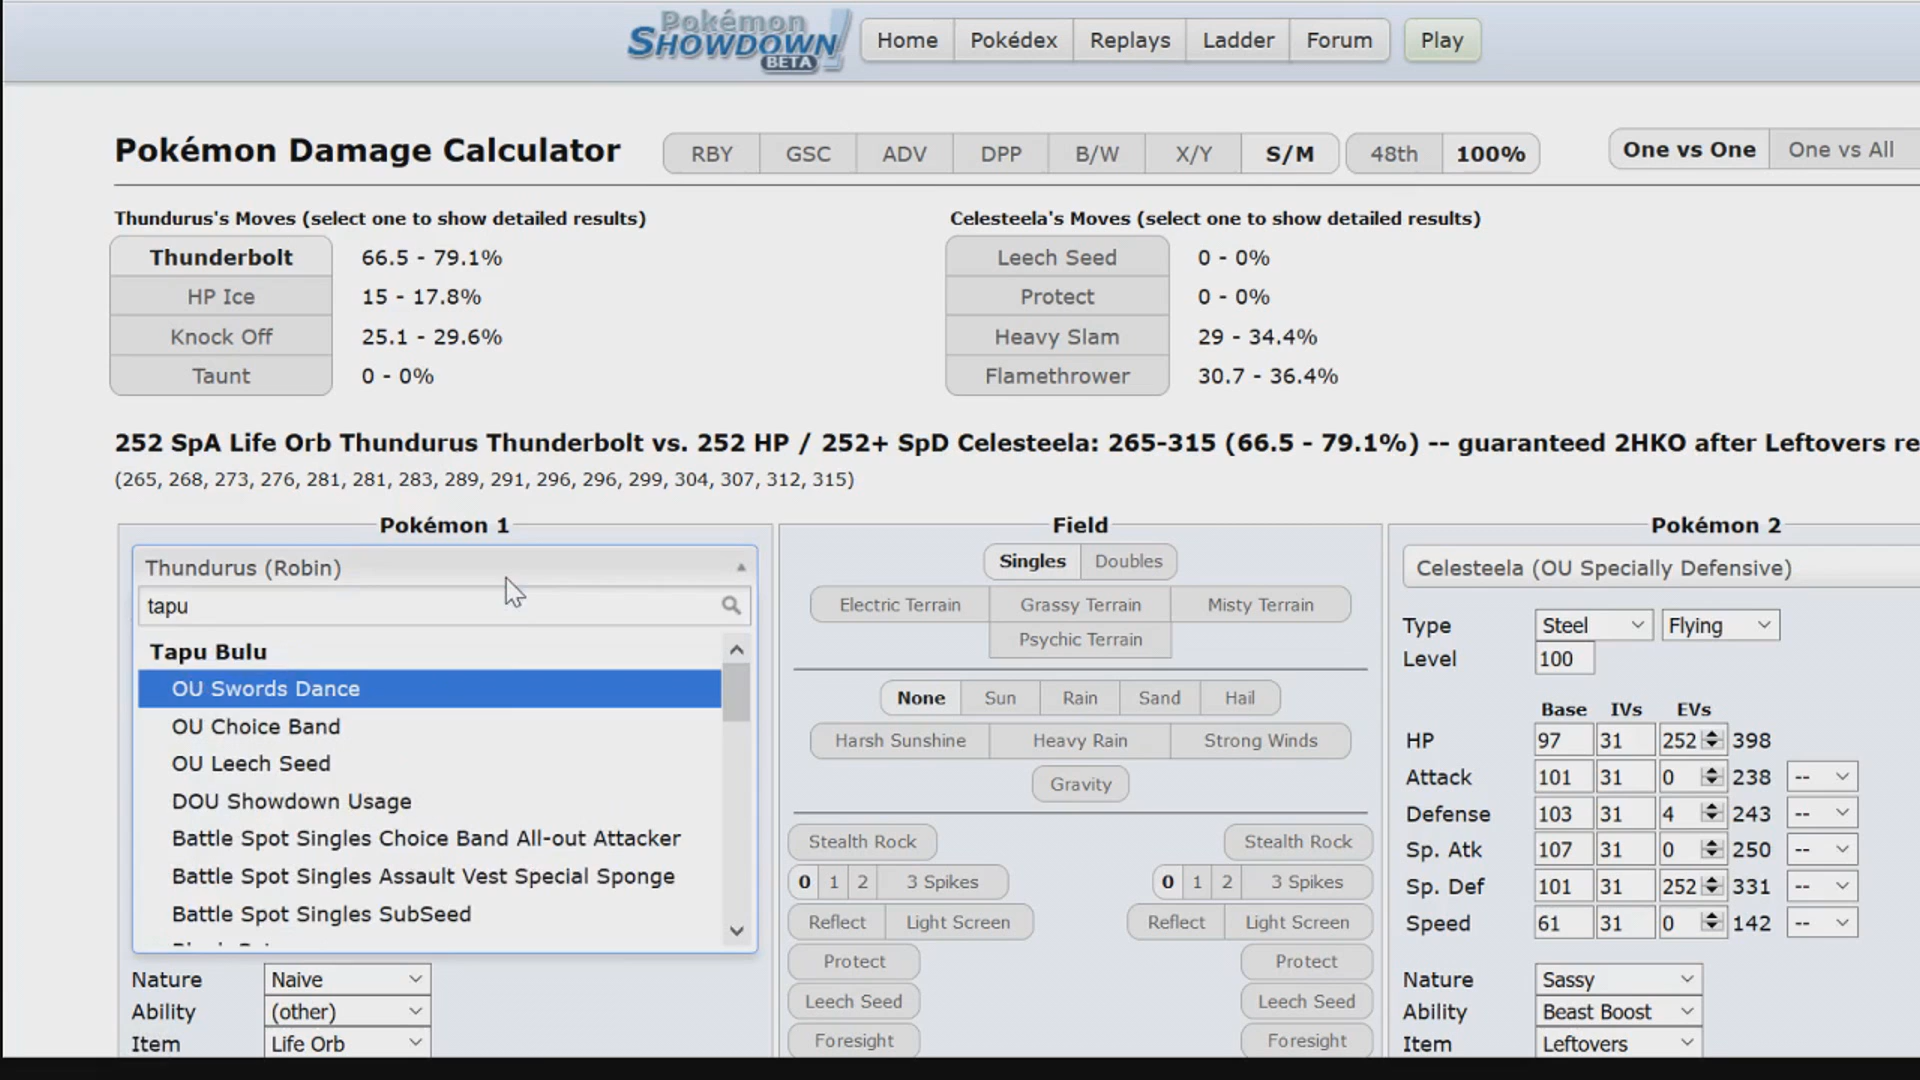 Pokémon SHOWDOWN! BETA
Home Pokédex Replays Ladder Forum Play
Pokémon Damage Calculator RBY GSC ADV DPP B/W X/Y S/M 48th 100% One vs One One vs All
Thundurus's Moves (select one to show detailed results)
Thunderbolt 66.5 - 79.1%
HP Ice 15 - 17.8%
Knock Off 25.1 - 29.6%
Taunt 0 - 0%
Celesteela's Moves (select one to show detailed results)
Leech Seed 0 - 0%
Protect 0 - 0%
Heavy Slam 29 - 34.4%
Flamethrower 30.7 - 36.4%
252 SpA Life Orb Thundurus Thunderbolt vs. 252 HP / 252+ SpD Celesteela: 265-315 (66.5 - 79.1%) -- guaranteed 2HKO after Leftovers re
(265, 268, 273, 276, 281, 281, 283, 289, 291, 296, 296, 299, 304, 307, 312, 315)
Pokémon 1
Thundurus (Robin)
tapu
Tapu Bulu
OU Swords Dance
OU Choice Band
OU Leech Seed
DOU Showdown Usage
Battle Spot Singles Choice Band All-out Attacker
Battle Spot Singles Assault Vest Special Sponge
Battle Spot Singles SubSeed
Nature Naive
Ability (other)
Item Life Orb
Field
Singles Doubles
Electric Terrain Grassy Terrain Misty Terrain
Psychic Terrain
None Sun Rain Sand Hail
Harsh Sunshine Heavy Rain Strong Winds
Gravity
Stealth Rock Stealth Rock
0 1 2 3 Spikes 0 1 2 3 Spikes
Reflect Light Screen Reflect Light Screen
Protect Protect
Leech Seed Leech Seed
Foresight Foresight
Pokémon 2
Celesteela (OU Specially Defensive)
Type Steel Flying
Level 100
Base IVs EVs
HP 97 31 252 398
Attack 101 31 0 238 --
Defense 103 31 4 243 --
Sp. Atk 107 31 0 250 --
Sp. Def 101 31 252 331 --
Speed 61 31 0 142 --
Nature Sassy
Ability Beast Boost
Item Leftovers